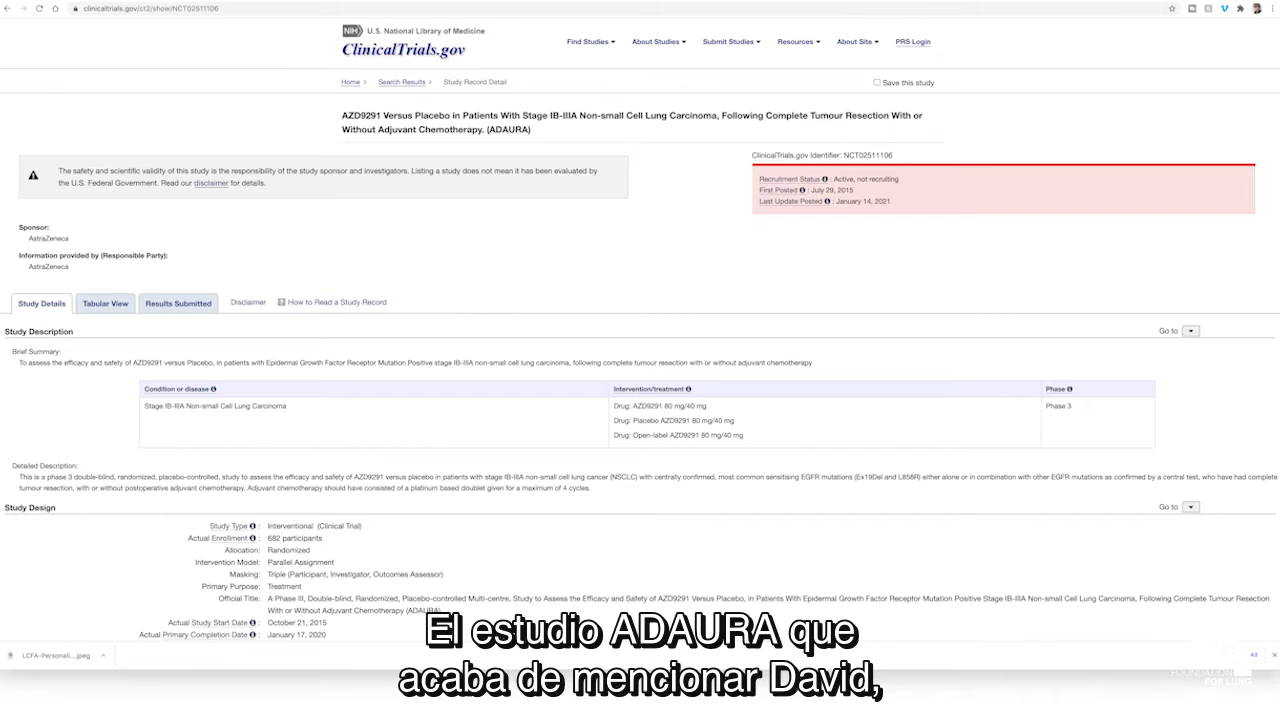 clinicaltrials.gov/ct2/show/NCT02511106
NIH U.S. National Library of Medicine
ClinicalTrials.gov
Find Studies About Studies Submit Studies Resources About Site PRS Login
Home > Search Results > Study Record Detail
Save this study
AZD9291 Versus Placebo in Patients With Stage IB-IIIA Non-small Cell Lung Carcinoma, Following Complete Tumour Resection With or
Without Adjuvant Chemotherapy. (ADAURA)
The safety and scientific validity of this study is the responsibility of the study sponsor and investigators. Listing a study does not mean it has been evaluated by
the U.S. Federal Government. Read our disclaimer for details.
ClinicalTrials.gov Identifier: NCT02511106
Recruitment Status : Active, not recruiting
First Posted : July 29, 2015
Last Update Posted : January 14, 2021
Sponsor:
AstraZeneca
Information provided by (Responsible Party):
AstraZeneca
Study Details Tabular View Results Submitted Disclaimer ? How to Read a Study Record
Study Description
Go to
Brief Summary:
To assess the efficacy and safety of AZD9291 versus Placebo, in patients with Epidermal Growth Factor Receptor Mutation Positive stage IB-IIIA non-small cell lung carcinoma, following complete tumour resection with or without adjuvant chemotherapy
Condition or disease Intervention/treatment Phase
Stage IB-IIIA Non-small Cell Lung Carcinoma Drug: AZD9291 80 mg/40 mg Phase 3
Drug: Placebo AZD9291 80 mg/40 mg
Drug: Open-label AZD9291 80 mg/40 mg
Detailed Description:
This is a phase 3 double-blind, randomized, placebo-controlled, study to assess the efficacy and safety of AZD9291 versus placebo in patients with stage IB-IIIA non-small cell lung cancer (NSCLC) with centrally confirmed, most common sensitising EGFR mutations (Ex19Del and L858R) either alone or in combination with other EGFR mutations as confirmed by a central test, who have had complete
tumour resection, with or without postoperative adjuvant chemotherapy. Adjuvant chemotherapy should have consisted of a platinum based doublet given for a maximum of 4 cycles.
Study Design
Go to
Study Type : Interventional (Clinical Trial)
Actual Enrollment : 682 participants
Allocation: Randomized
Intervention Model: Parallel Assignment
Masking: Triple (Participant, Investigator, Outcomes Assessor)
Primary Purpose: Treatment
Official Title: A Phase III, Double-blind, Randomized, Placebo-controlled Multi-centre, Study to Assess the Efficacy and Safety of AZD9291 Versus Placebo, in Patients With Epidermal Growth Factor Receptor Mutation Positive Stage IB-IIIA Non-small Cell Lung Carcinoma, Following Complete Tumour Resection
With or Without Adjuvant Chemotherapy (ADAURA)
Actual Study Start Date : October 21, 2015
Actual Primary Completion Date : January 17, 2020
El estudio ADAURA que
acaba de mencionar David,
LCFA-Personali....jpeg
All
FOUNDATION
FOR LUNG